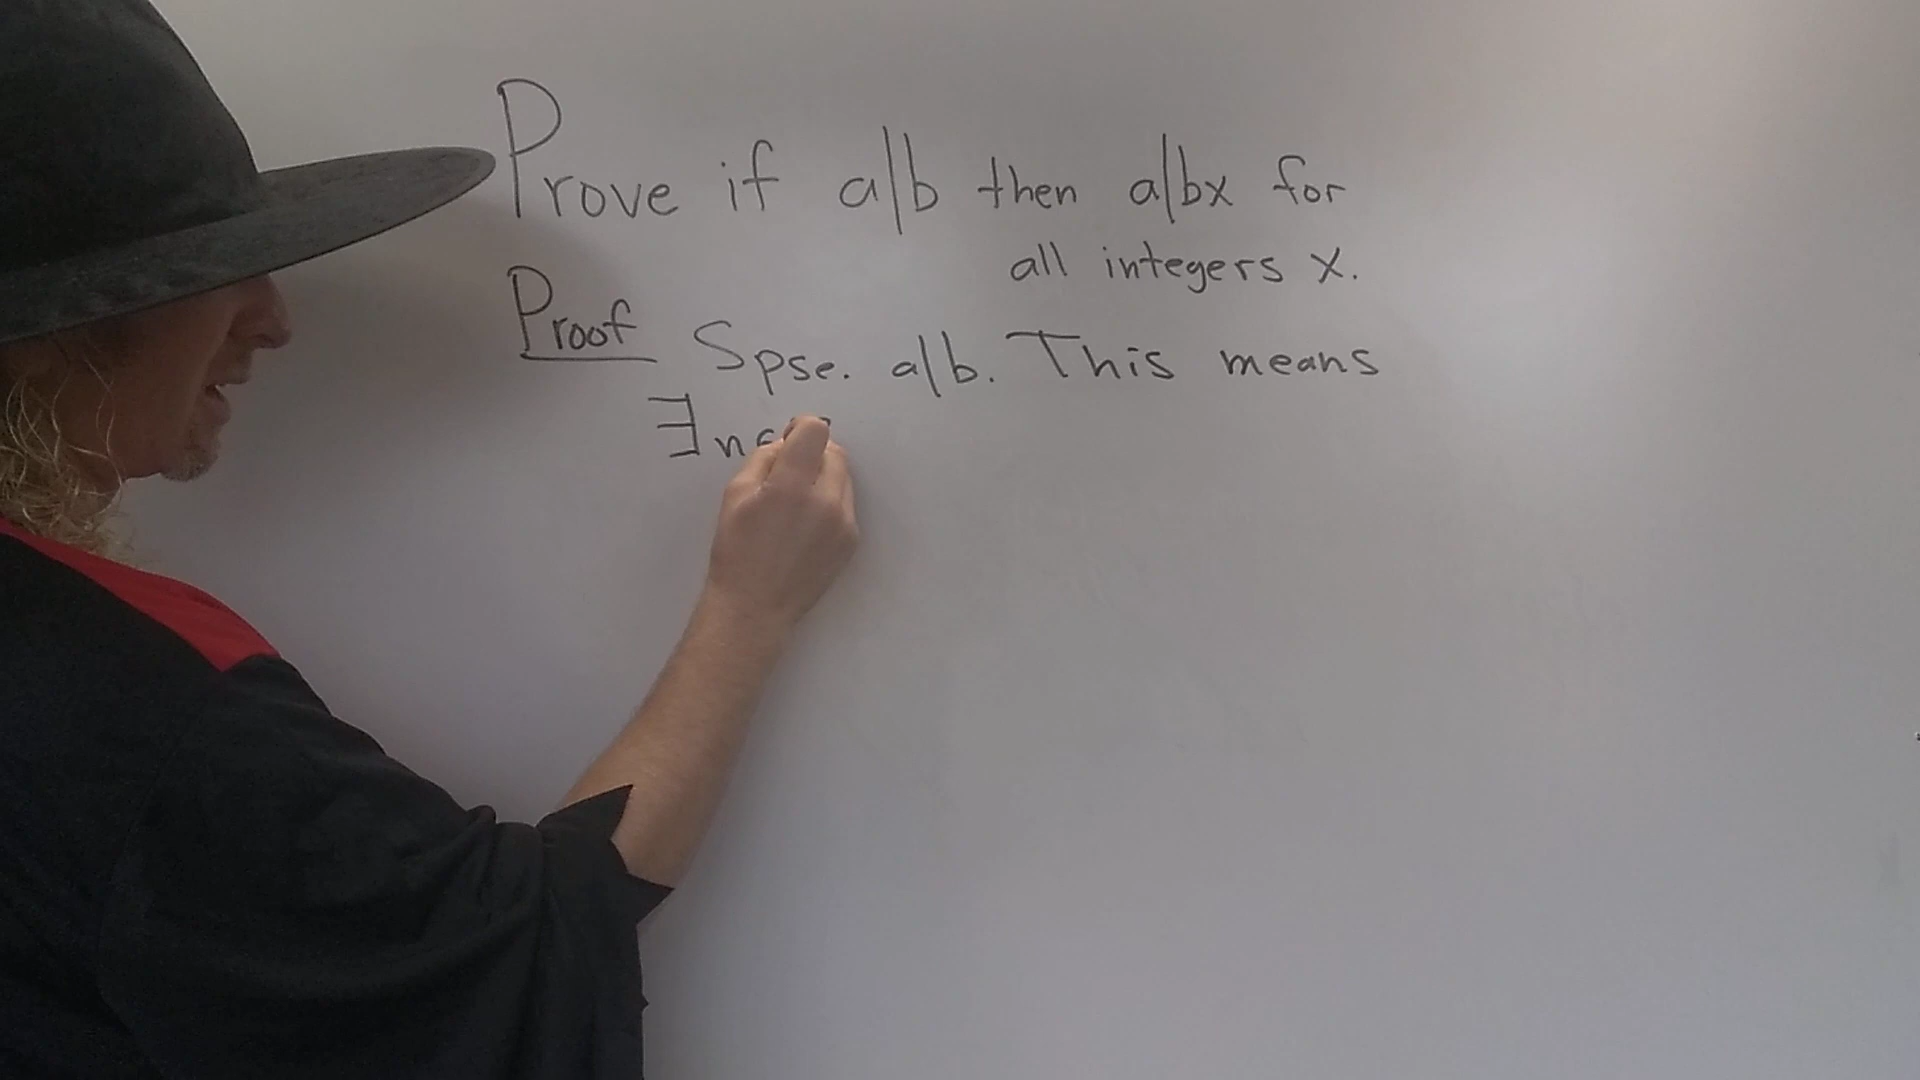 Prove if a|b then a|bx for
all integers x.
Proof Spse. a|b. This means
∃n